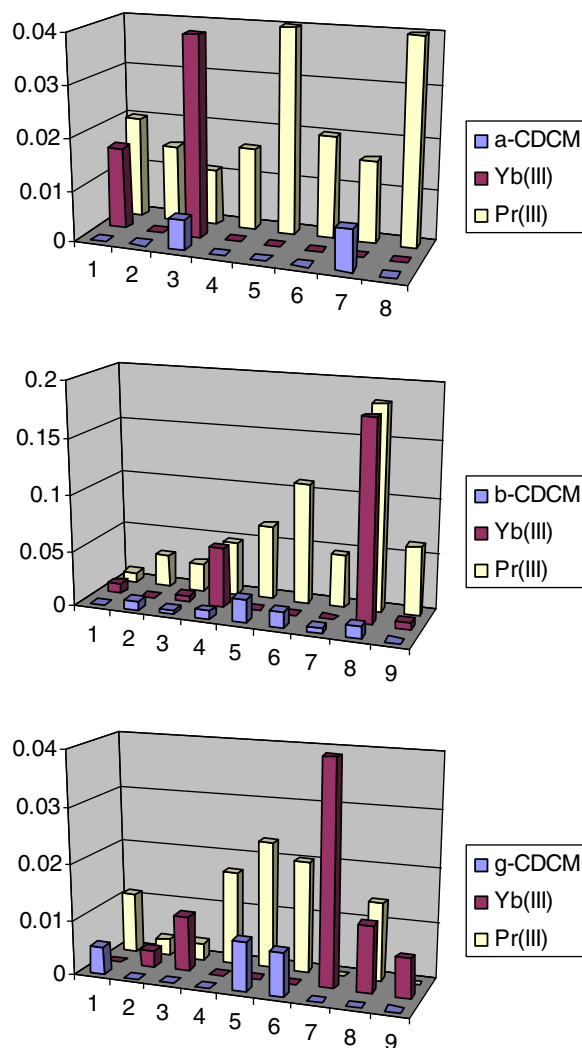 0.04
0.03
0.02
0.01
0
1 2 3 4 5 6 7 8
a-CDCM
Yb(III)
Pr(III)
0.2
0.15
0.1
0.05
0
1 2 3 4 5 6 7 8 9
b-CDCM
Yb(III)
Pr(III)
0.04
0.03
0.02
0.01
0
1 2 3 4 5 6 7 8 9
g-CDCM
Yb(III)
Pr(III)